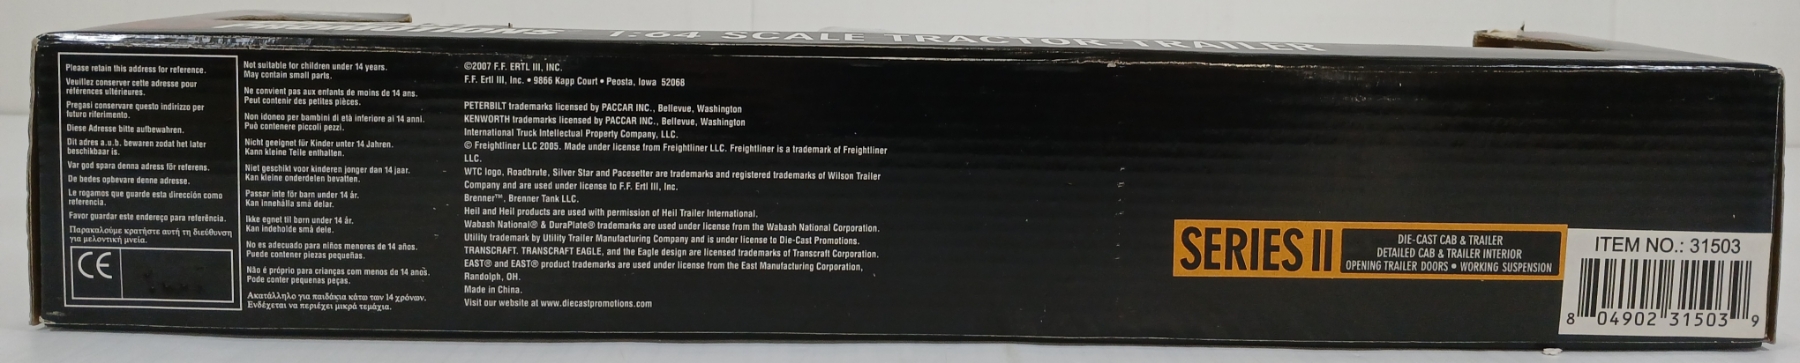 1:64 SCALE TRACTOR-TRAILER
Please retain this address for reference.
Veuillez conserver cette adresse pour
références ultérieures.
Pregasi conservare questo indirizzo per
futuro riferimento.
Diese Adresse bitte aufbewahren.
Dit adres a.u.b. bewaren zodat het later
beschikbaar is.
Var god spara denna adress för referens.
De bedes opbevare denne adresse.
Le rogamos que guarde esta dirección como
referencia.
Favor guardar este endereço para referência.
Παρακαλούμε κρατήστε αυτή τη διεύθυνση
για μελοντική μνεία.
CE
Not suitable for children under 14 years.
May contain small parts.
Ne convient pas aux enfants de moins de 14 ans.
Peut contenir des petites pièces.
Non idoneo per bambini di età inferiore ai 14 anni.
Può contenere piccoli pezzi.
Nicht geeignet für Kinder unter 14 Jahren.
Kann kleine Teile enthalten.
Niet geschikt voor kinderen jonger dan 14 jaar.
Kan kleine onderdelen bevatten.
Passar inte för barn under 14 år.
Kan innehålla små delar.
Ikke egnet til børn under 14 år.
Kan indeholde små dele.
No es adecuado para niños menores de 14 años.
Puede contener piezas pequeñas.
Não é próprio para crianças com menos de 14 anos.
Pode conter pequenas peças.
Ακατάλληλο για παιδάκια κάτω των 14 χρόνων.
Ενδέχεται να περιέχει μικρά τεμάχια.
©2007 F.F. ERTL III, INC.
F.F. Ertl III, Inc. • 9866 Kapp Court • Peosta, Iowa 52068
PETERBILT trademarks licensed by PACCAR INC., Bellevue, Washington
KENWORTH trademarks licensed by PACCAR INC., Bellevue, Washington
International Truck Intellectual Property Company, LLC.
© Freightliner LLC 2005. Made under license from Freightliner LLC. Freightliner is a trademark of Freightliner
LLC.
WTC logo, Roadbrute, Silver Star and Pacesetter are trademarks and registered trademarks of Wilson Trailer
Company and are used under license to F.F. Ertl III, Inc.
Brenner™, Brenner Tank LLC.
Heil and Heil products are used with permission of Heil Trailer International.
Wabash National® & DuraPlate® trademarks are used under license from the Wabash National Corporation.
Utility trademark by Utility Trailer Manufacturing Company and is under license to Die-Cast Promotions.
TRANSCRAFT, TRANSCRAFT EAGLE, and the Eagle design are licensed trademarks of Transcraft Corporation.
EAST® and EAST® product trademarks are used under license from the East Manufacturing Corporation,
Randolph, OH.
Made in China.
Visit our website at www.diecastpromotions.com
SERIES II
DIE-CAST CAB & TRAILER
DETAILED CAB & TRAILER INTERIOR
OPENING TRAILER DOORS • WORKING SUSPENSION
ITEM NO.: 31503
8 04902 31503 9